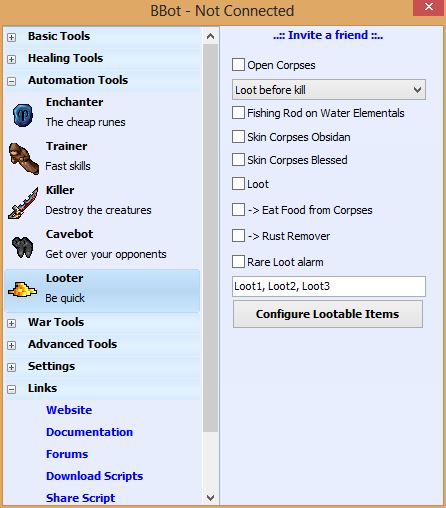 BBot - Not Connected
Basic Tools
Healing Tools
Automation Tools
Enchanter
The cheap runes
Trainer
Fast skills
Killer
Destroy the creatures
Cavebot
Get over your opponents
Looter
Be quick
War Tools
Advanced Tools
Settings
Links
Website
Documentation
Forums
Download Scripts
Share Script
..:: Invite a friend ::..
Open Corpses
Loot before kill
Fishing Rod on Water Elementals
Skin Corpses Obsidan
Skin Corpses Blessed
Loot
-> Eat Food from Corpses
-> Rust Remover
Rare Loot alarm
Loot1, Loot2, Loot3
Configure Lootable Items